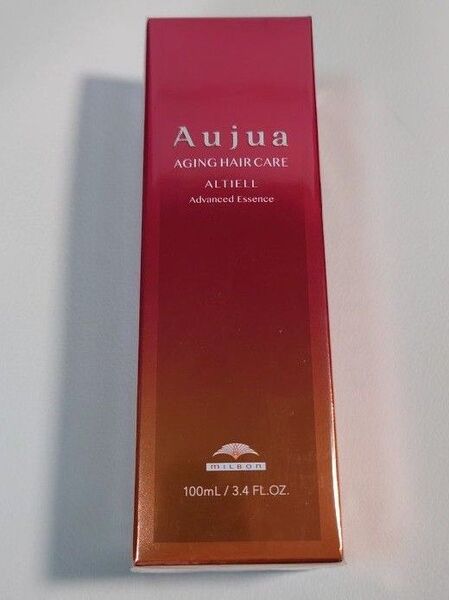 Aujua
AGING HAIR CARE
ALTIELL
Advanced Essence
MILBON
100mL / 3.4 FL.OZ.